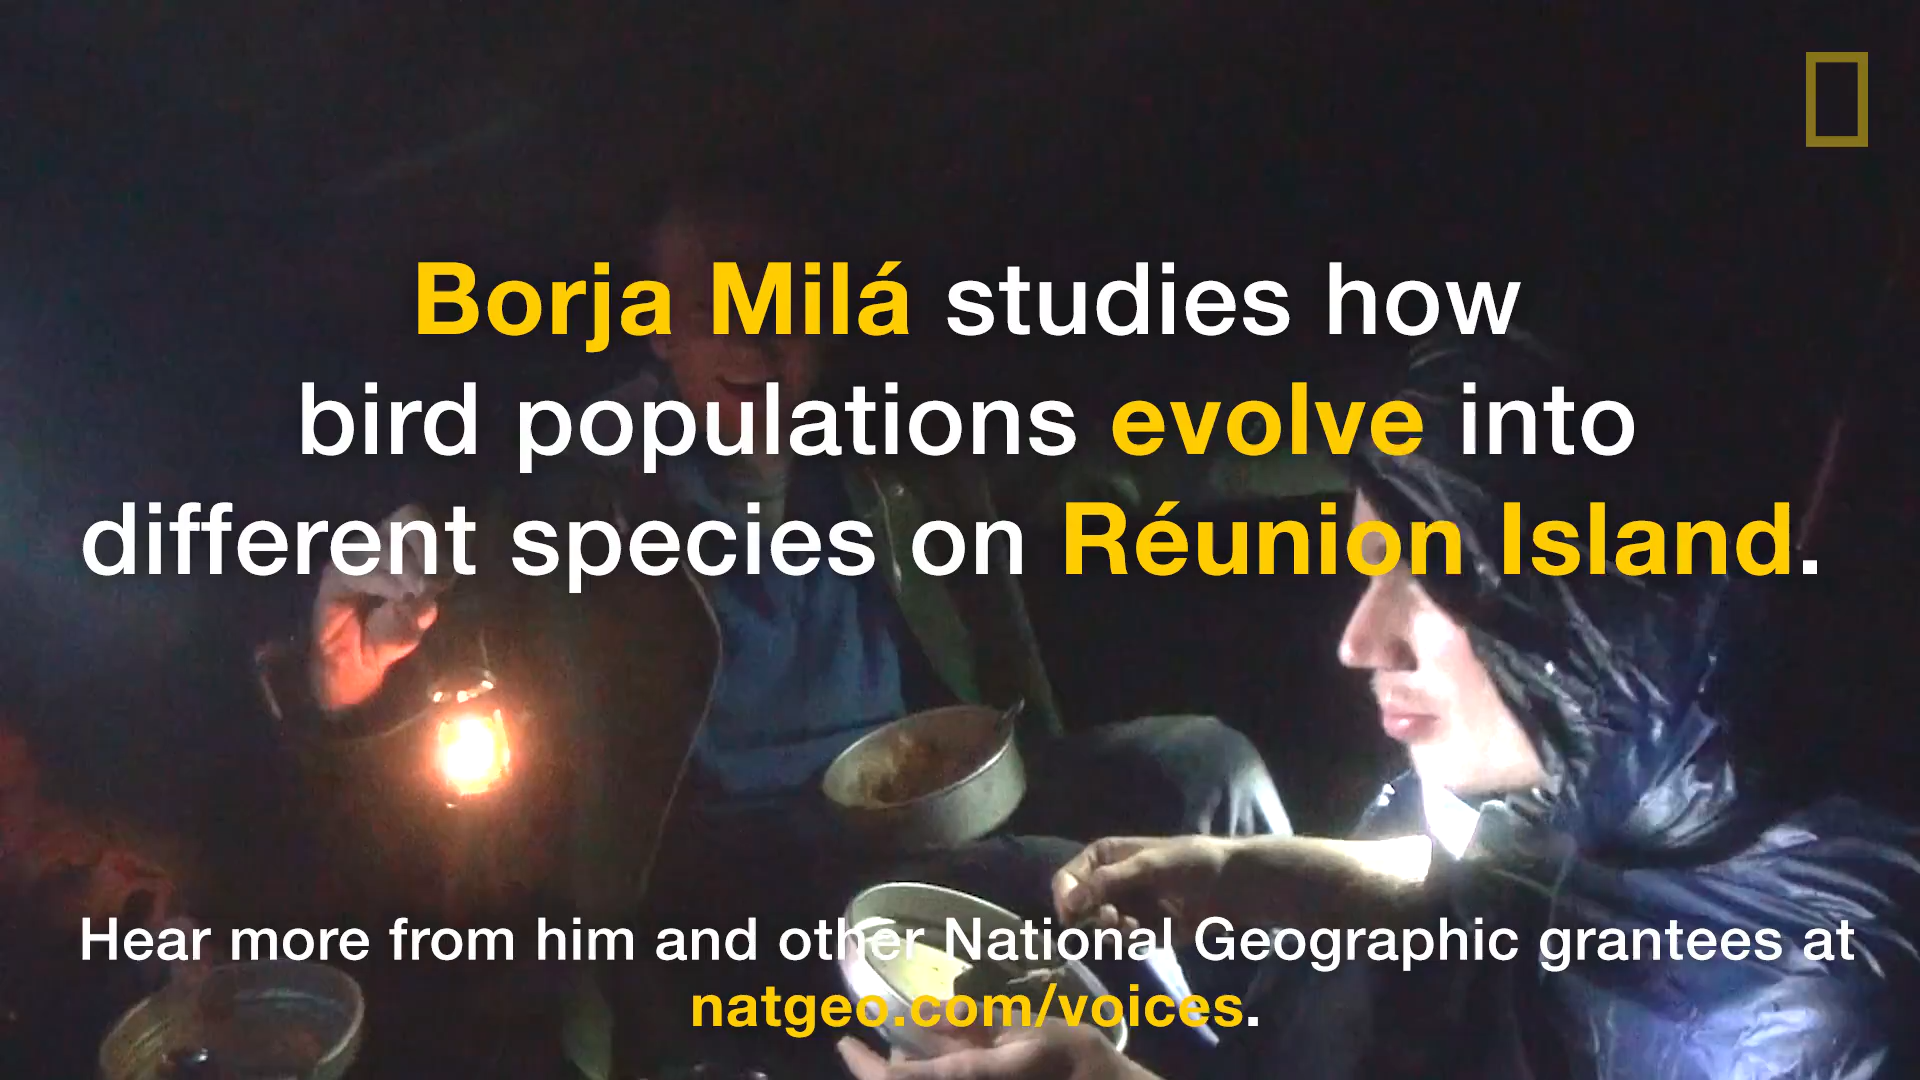 Borja Milá studies how
bird populations evolve into
different species on Réunion Island.
Hear more from him and other National Geographic grantees at
natgeo.com/voices.